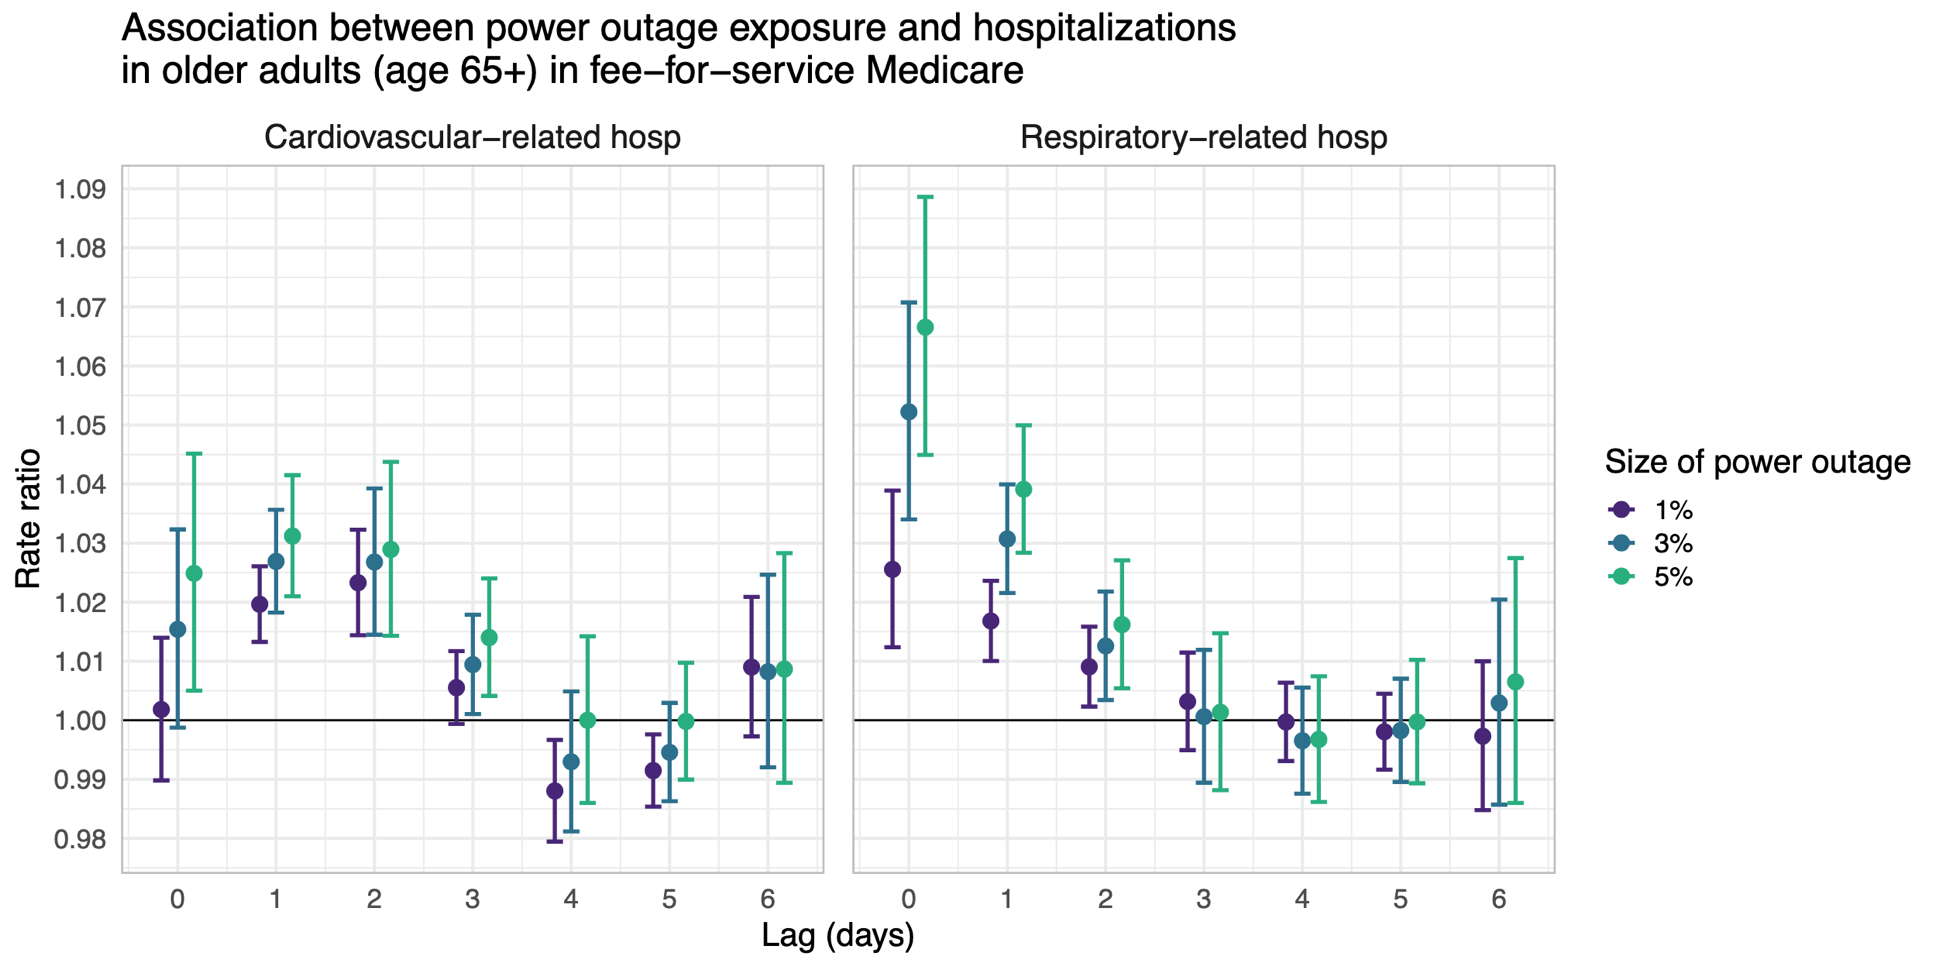 Association between power outage exposure and hospitalizations
in older adults (age 65+) in fee−for−service Medicare
Cardiovascular−related hosp
Respiratory−related hosp
Rate ratio
1.09
1.08
1.07
1.06
1.05
1.04
1.03
1.02
1.01
1.00
0.99
0.98
0 1 2 3 4 5 6
0 1 2 3 4 5 6
Lag (days)
Size of power outage
1%
3%
5%